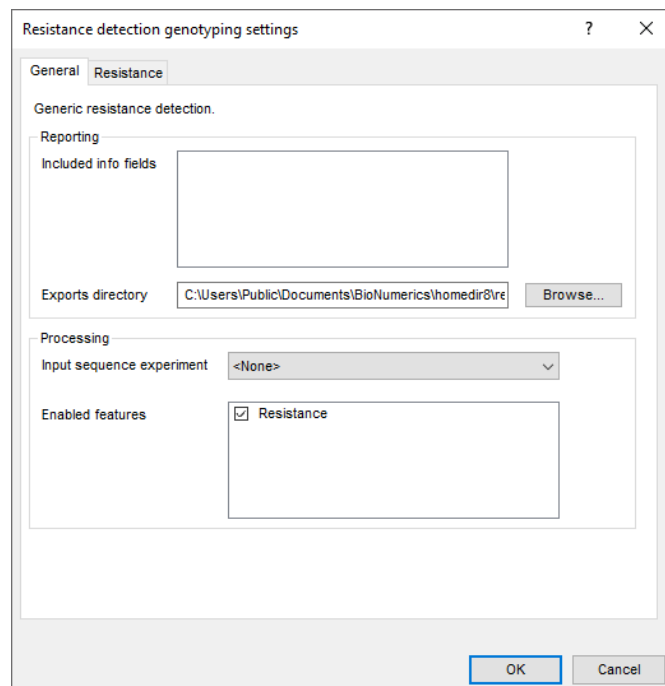 Resistance detection genotyping settings ?
General Resistance
Generic resistance detection.
Reporting
Included info fields
Exports directory C:\Users\Public\Documents\BioNumerics\homedir8\re Browse...
Processing
Input sequence experiment <None>
Enabled features Resistance
OK Cancel